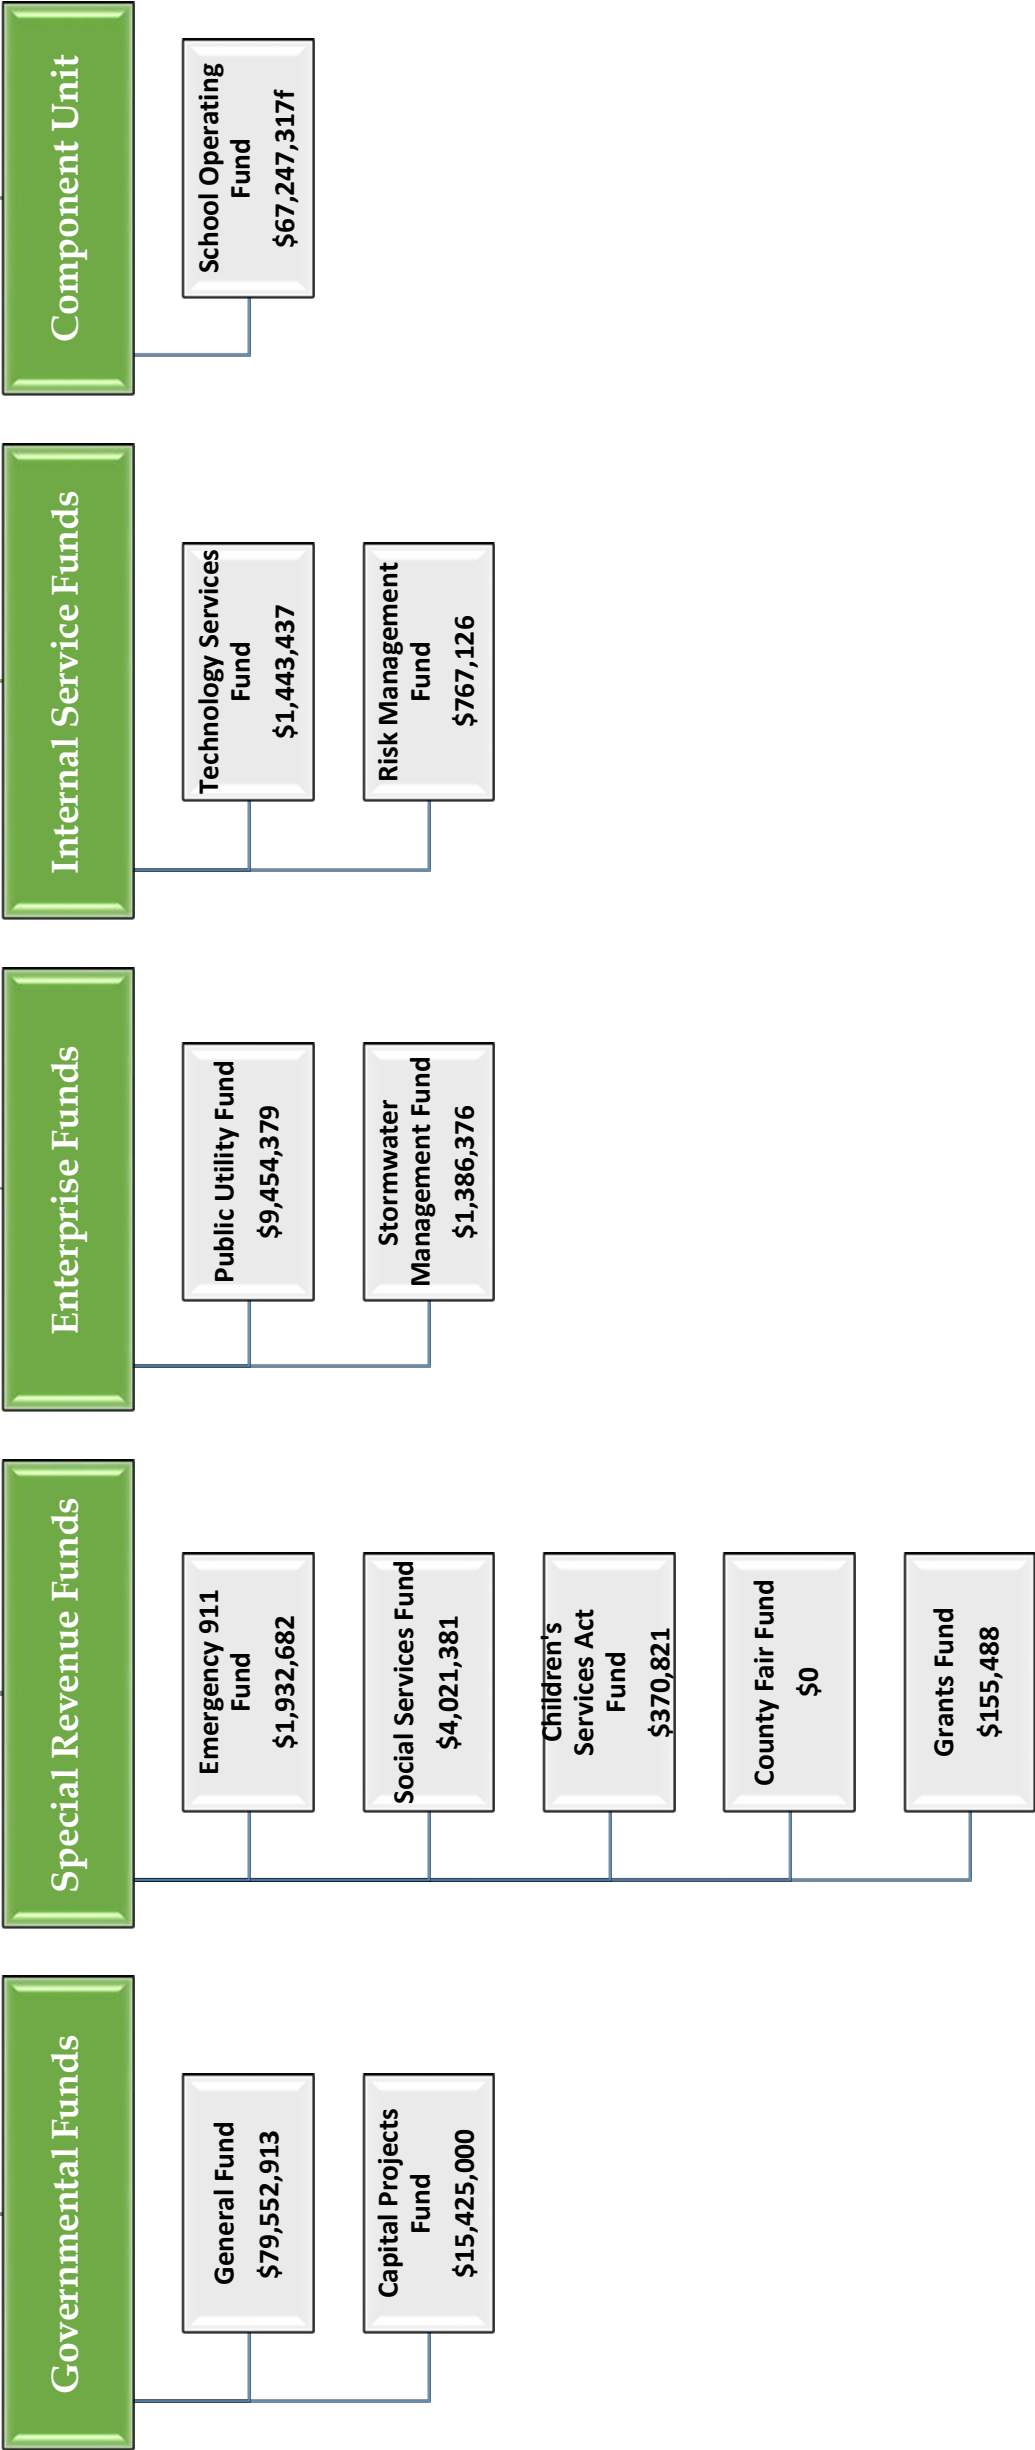 Governmental Funds
General Fund
$79,552,913
Capital Projects
Fund
$15,425,000
Special Revenue Funds
Emergency 911
Fund
$1,932,682
Social Services Fund
$4,021,381
Children's
Services Act
Fund
$370,821
County Fair Fund
$0
Grants Fund
$155,488
Enterprise Funds
Public Utility Fund
$9,454,379
Stormwater
Management Fund
$1,386,376
Internal Service Funds
Technology Services
Fund
$1,443,437
Risk Management
Fund
$767,126
Component Unit
School Operating
Fund
$67,247,317f